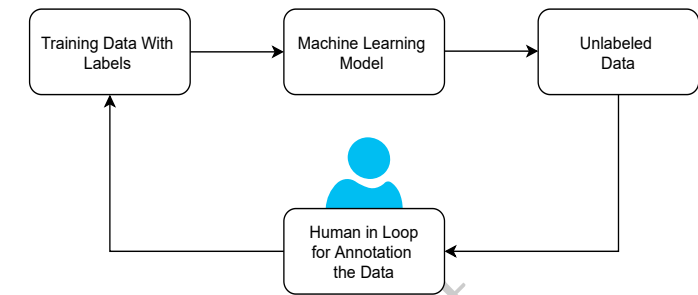 Training Data With
Labels
Machine Learning
Model
Unlabeled
Data
Human in Loop
for Annotation
the Data